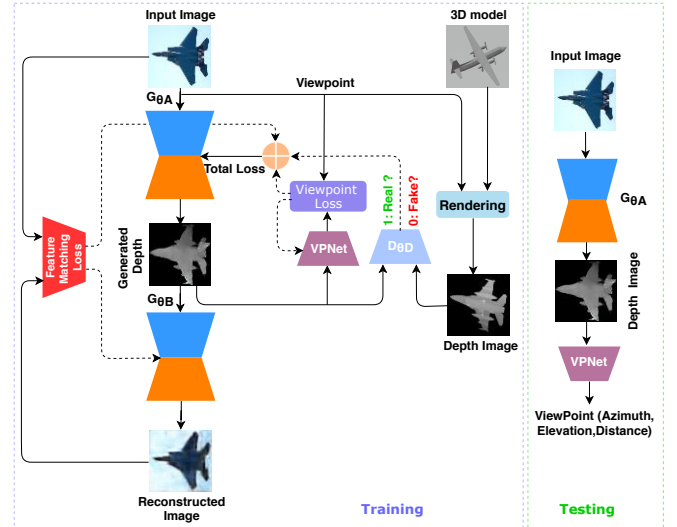 Input Image
3D model
Viewpoint
GθA
Total Loss
Viewpoint
Loss
1: Real ?
0: Fake?
Rendering
Feature
Matching
Loss
Generated
Depth
VPNet
DθD
GθB
Depth Image
Reconstructed
Image
Training
Input Image
GθA
Depth Image
VPNet
ViewPoint (Azimuth,
Elevation,Distance)
Testing